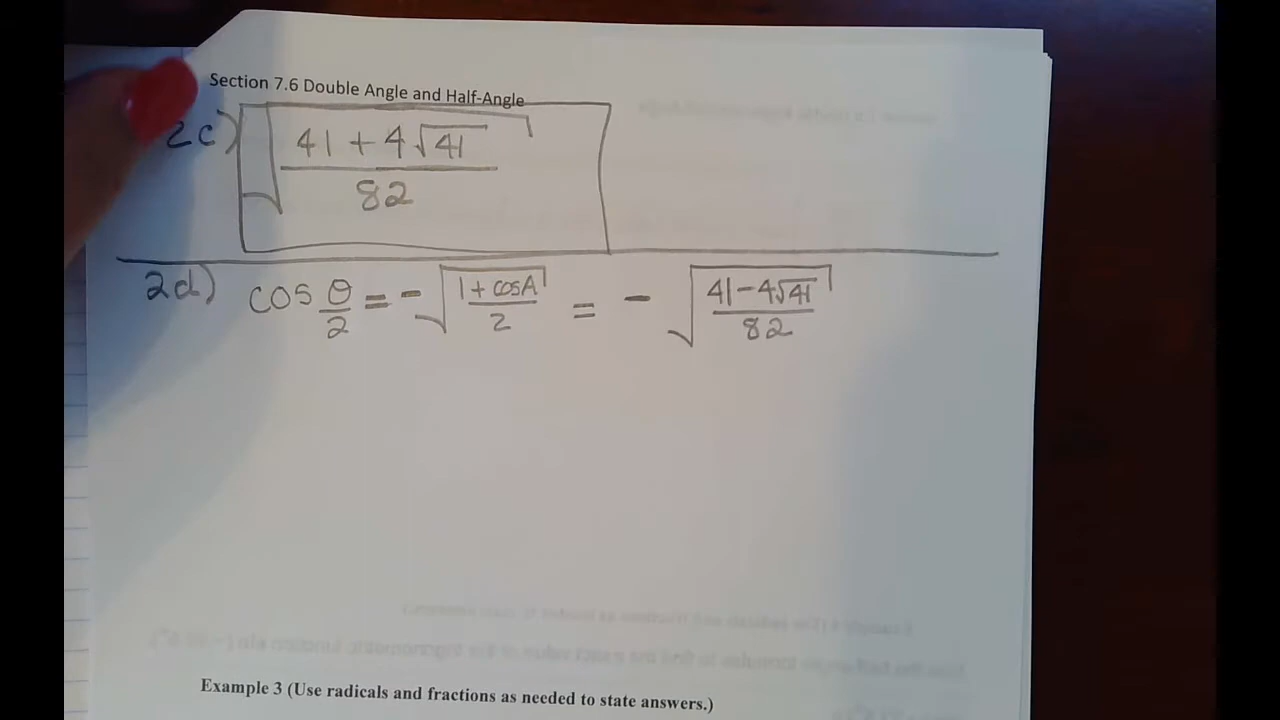 Section 7.6 Double Angle and Half-Angle
2c) √((41 + 4√41)/82)
2d) cos θ/2 = -√((1 + cosA)/2) = -√((41 - 4√41)/82)
Example 3 (Use radicals and fractions as needed to state answers.)